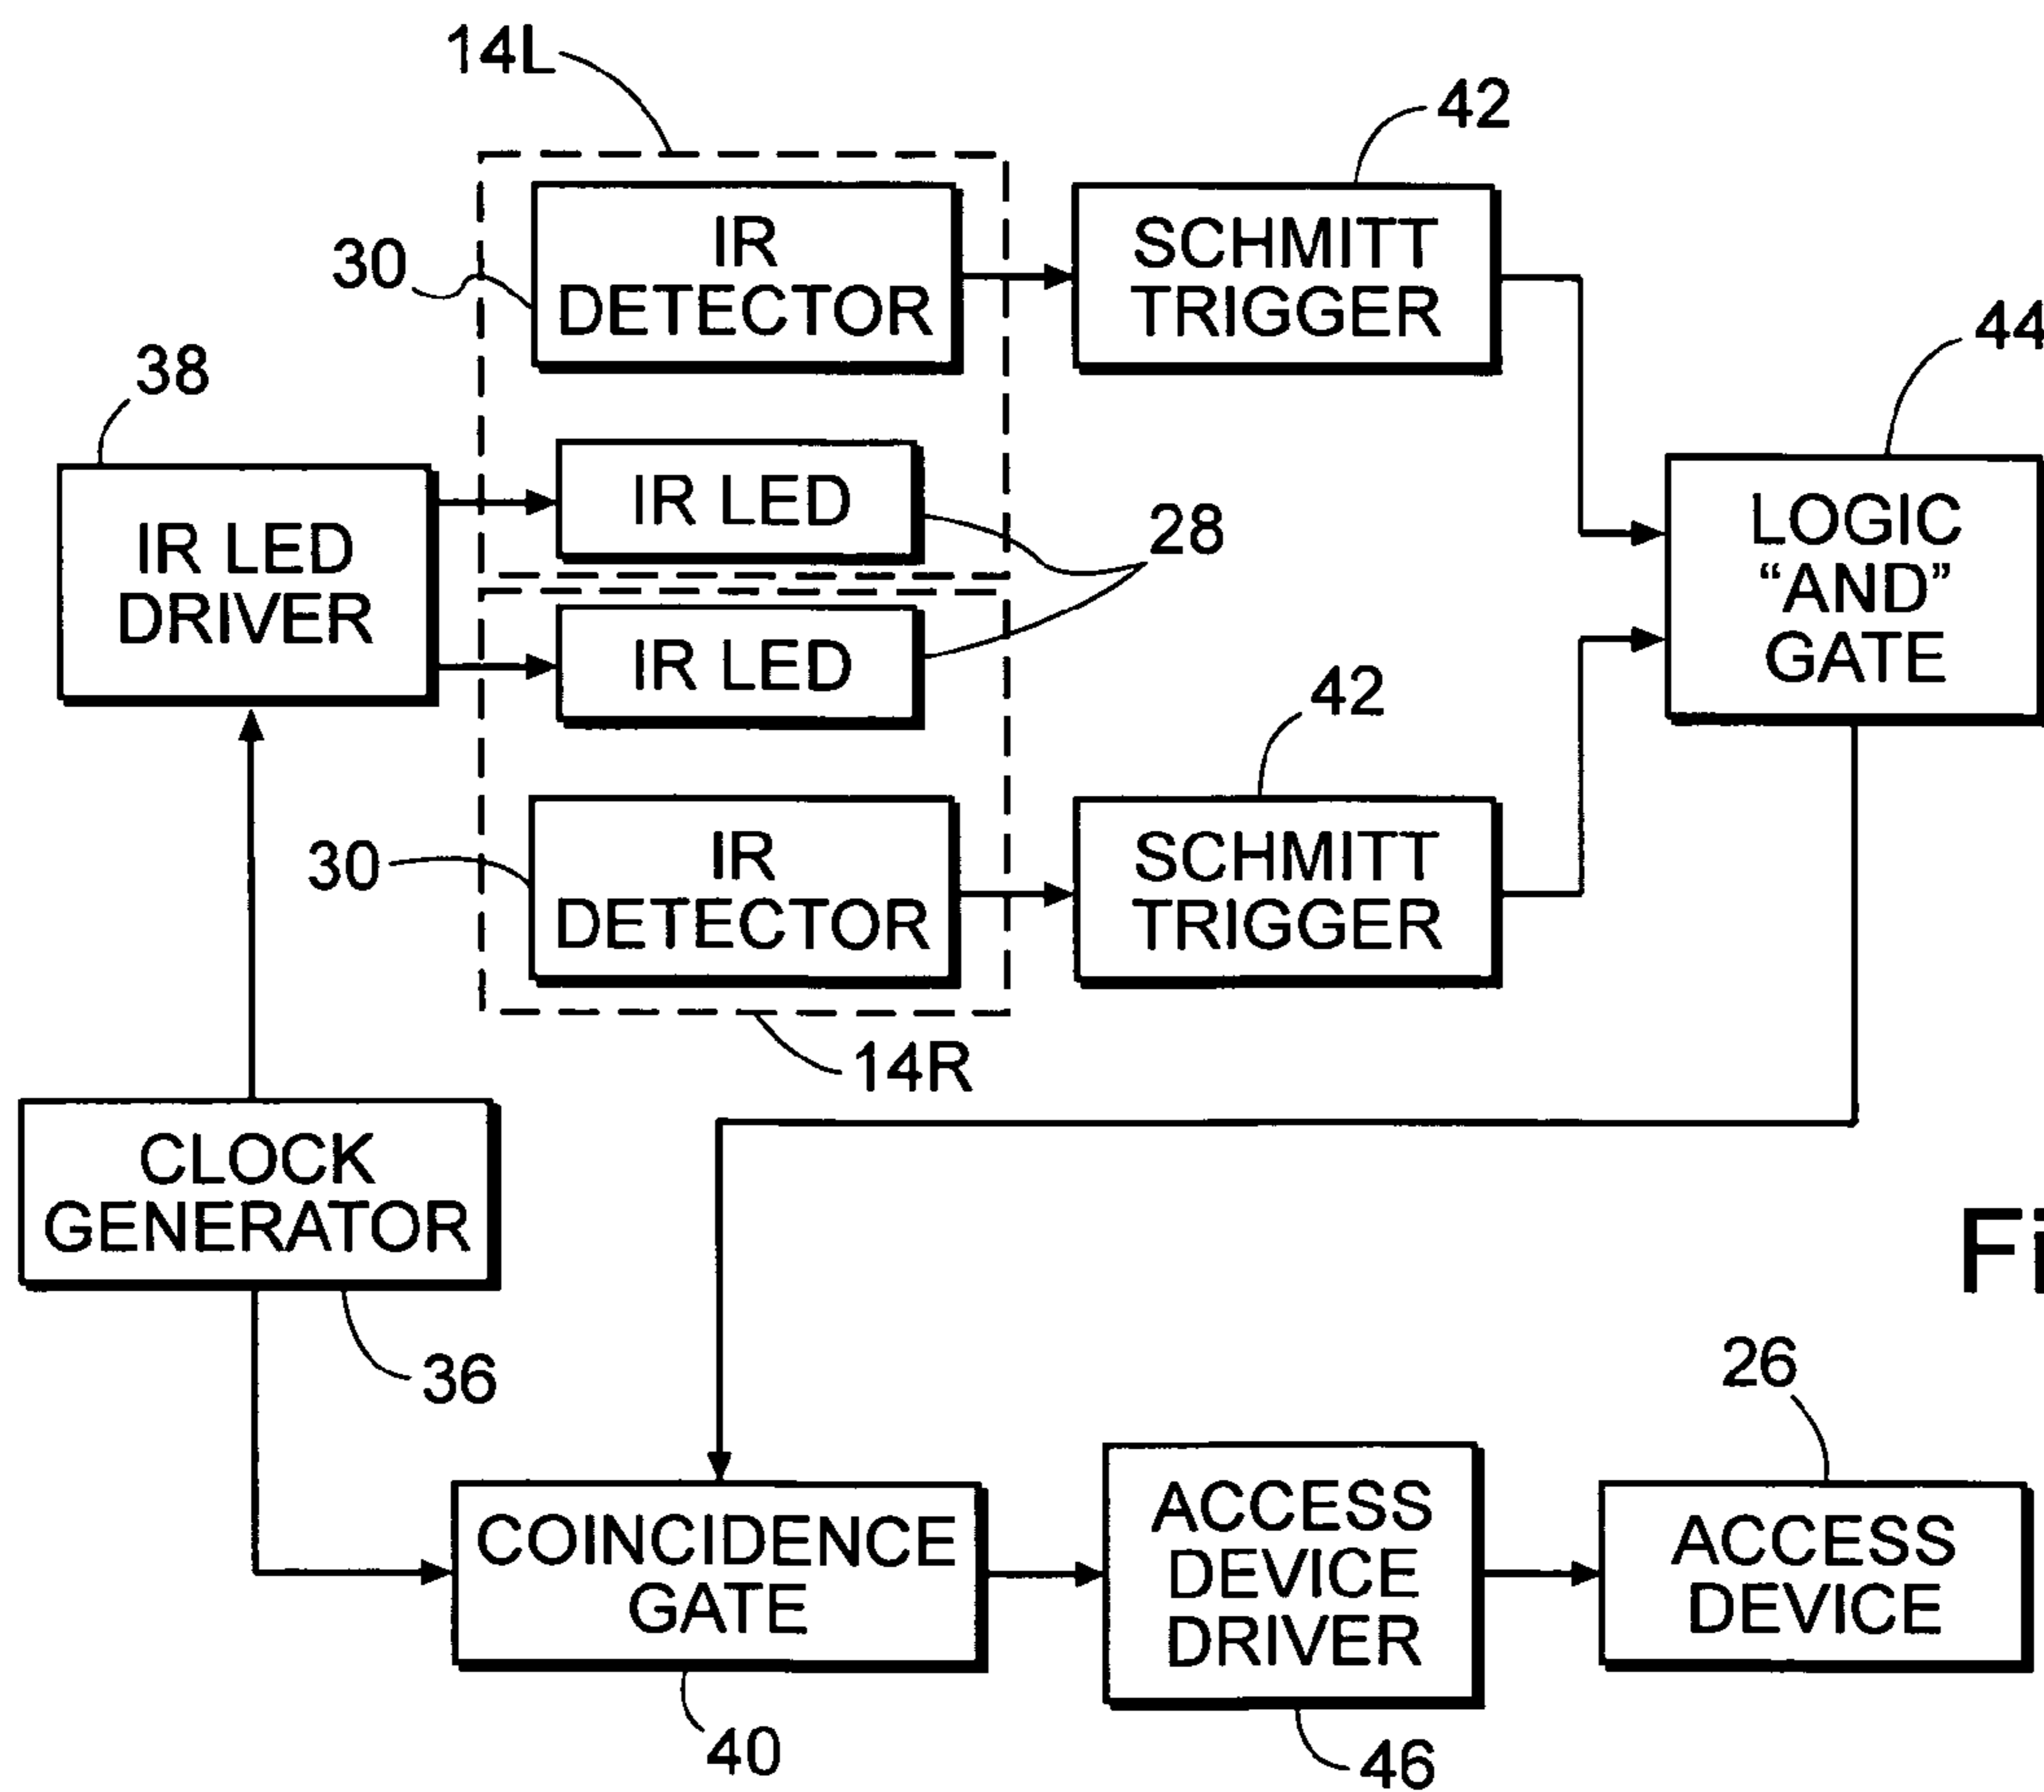 14L
42
IR
DETECTOR
SCHMITT
TRIGGER
30
44
38
IR LED
DRIVER
IR LED
28
LOGIC
“AND”
GATE
IR LED
42
IR
DETECTOR
SCHMITT
TRIGGER
30
14R
CLOCK
GENERATOR
Fi
36
26
COINCIDENCE
GATE
ACCESS
DEVICE
DRIVER
ACCESS
DEVICE
40
46